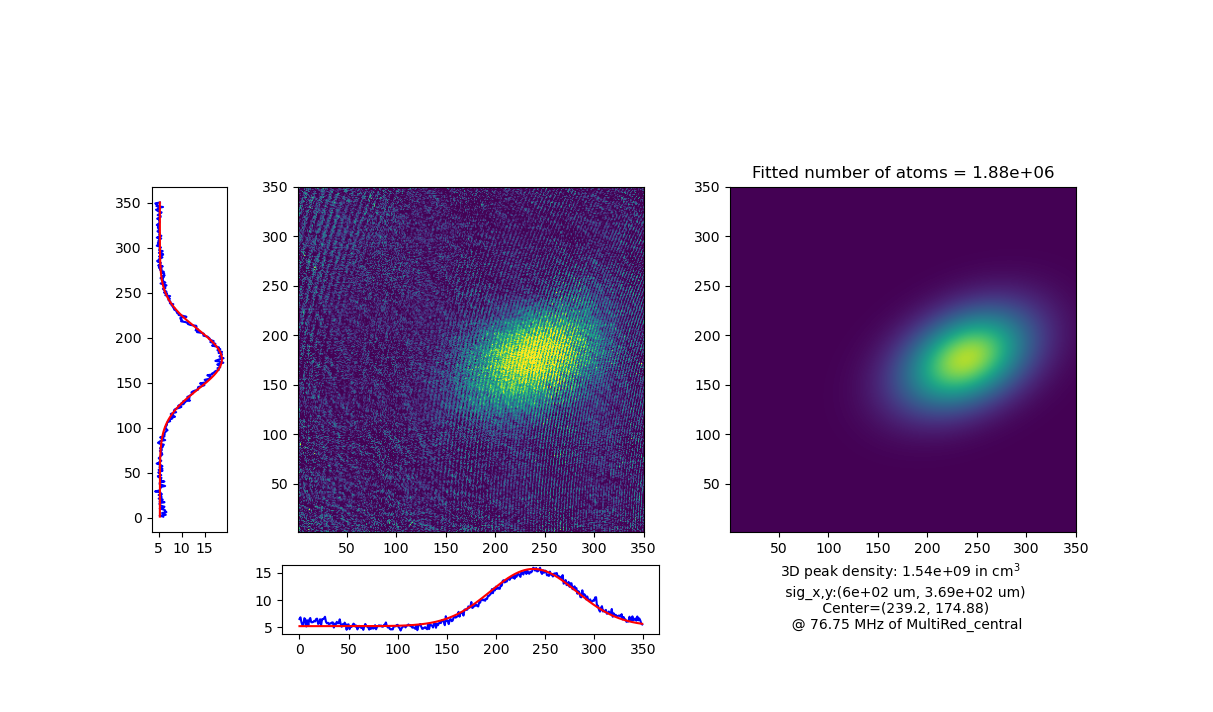 Fitted number of atoms = 1.88e+06
350
300
250
200
150
100
50
0
5 10 15
350
300
250
200
150
100
50
50 100 150 200 250 300 350
350
300
250
200
150
100
50
50 100 150 200 250 300 350
15
10
5
0 50 100 150 200 250 300 350
3D peak density: 1.54e+09 in cm³
sig_x,y:(6e+02 um, 3.69e+02 um)
Center=(239.2, 174.88)
@ 76.75 MHz of MultiRed_central